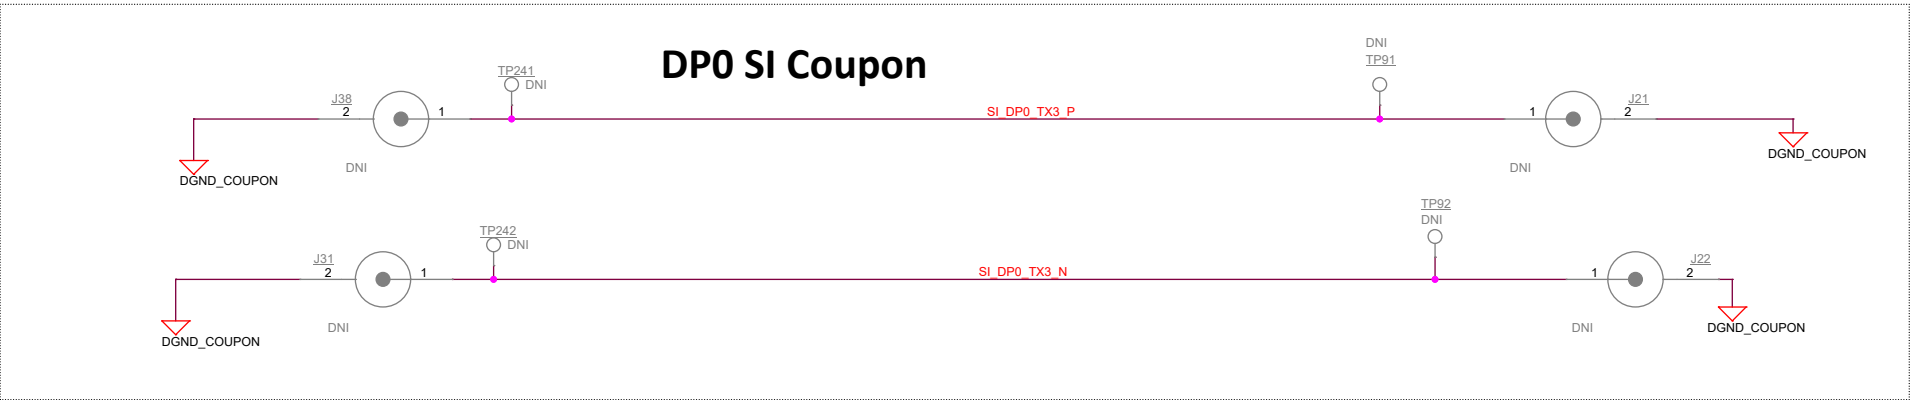 DP0 SI Coupon
DNI
TP91
TP241
DNI
J38
2
1
SI_DP0_TX3_P
1
J21
2
DNI
DGND_COUPON
DNI
DGND_COUPON
TP242
DNI
TP92
DNI
J31
2
1
SI_DP0_TX3_N
1
J22
2
DNI
DGND_COUPON
DNI
DGND_COUPON